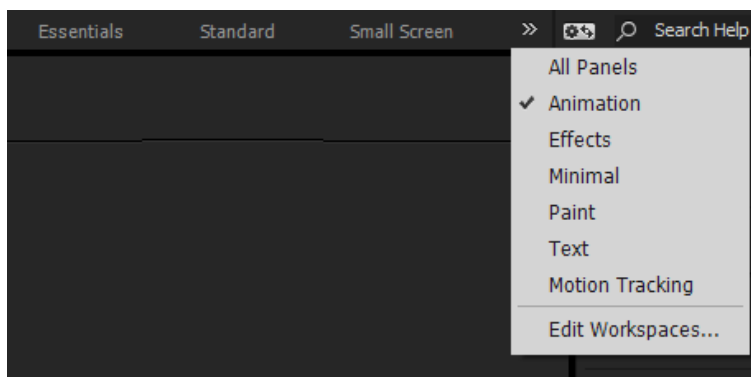 Essentials Standard Small Screen » Search Help
All Panels
✓ Animation
Effects
Minimal
Paint
Text
Motion Tracking
Edit Workspaces...